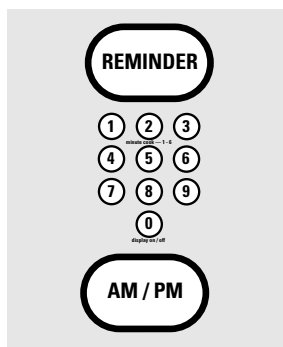 REMINDER
1 2 3
minute cook — 1 - 6
4 5 6
7 8 9
0
display on / off
AM / PM